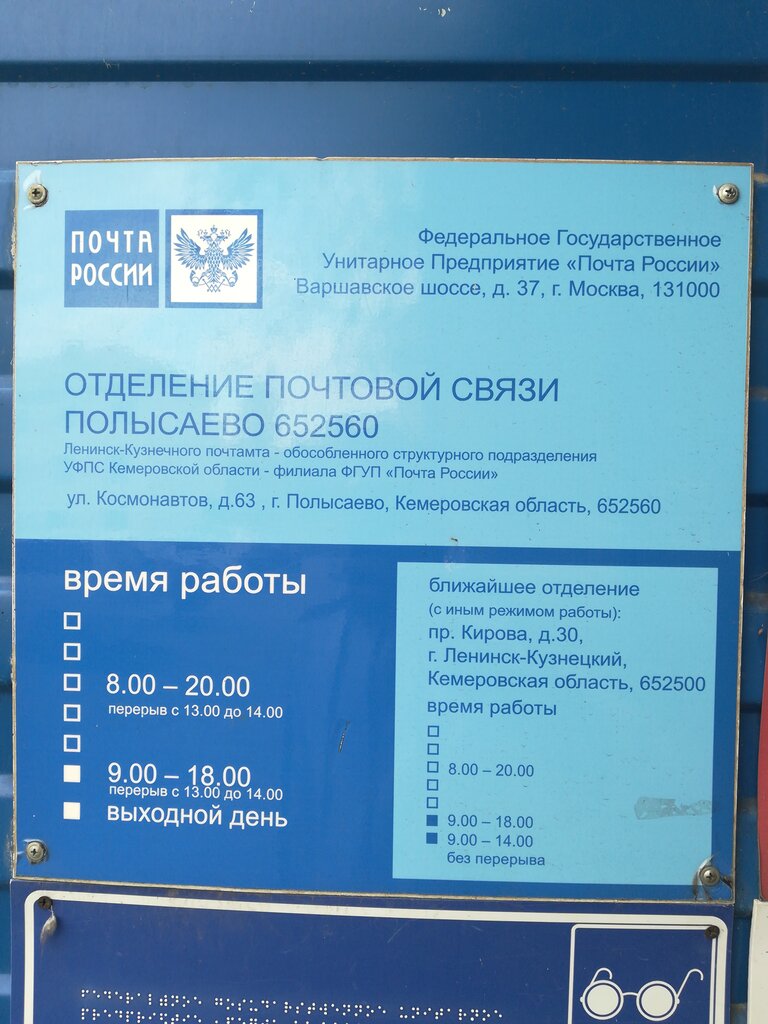 ПОЧТА
РОССИИ
Федеральное Государственное
Унитарное Предприятие «Почта России»
Варшавское шоссе, д. 37, г. Москва, 131000
ОТДЕЛЕНИЕ ПОЧТОВОЙ СВЯЗИ
ПОЛЫСАЕВО 652560
Ленинск-Кузнечного почтамта - обособленного структурного подразделения
УФПС Кемеровской области - филиала ФГУП «Почта России»
ул. Космонавтов, д.63 , г. Полысаево, Кемеровская область, 652560
время работы
8.00 – 20.00
перерыв с 13.00 до 14.00
9.00 – 18.00
перерыв с 13.00 до 14.00
выходной день
ближайшее отделение
(с иным режимом работы):
пр. Кирова, д.30,
г. Ленинск-Кузнецкий,
Кемеровская область, 652500
время работы
8.00 – 20.00
9.00 – 18.00
9.00 – 14.00
без перерыва